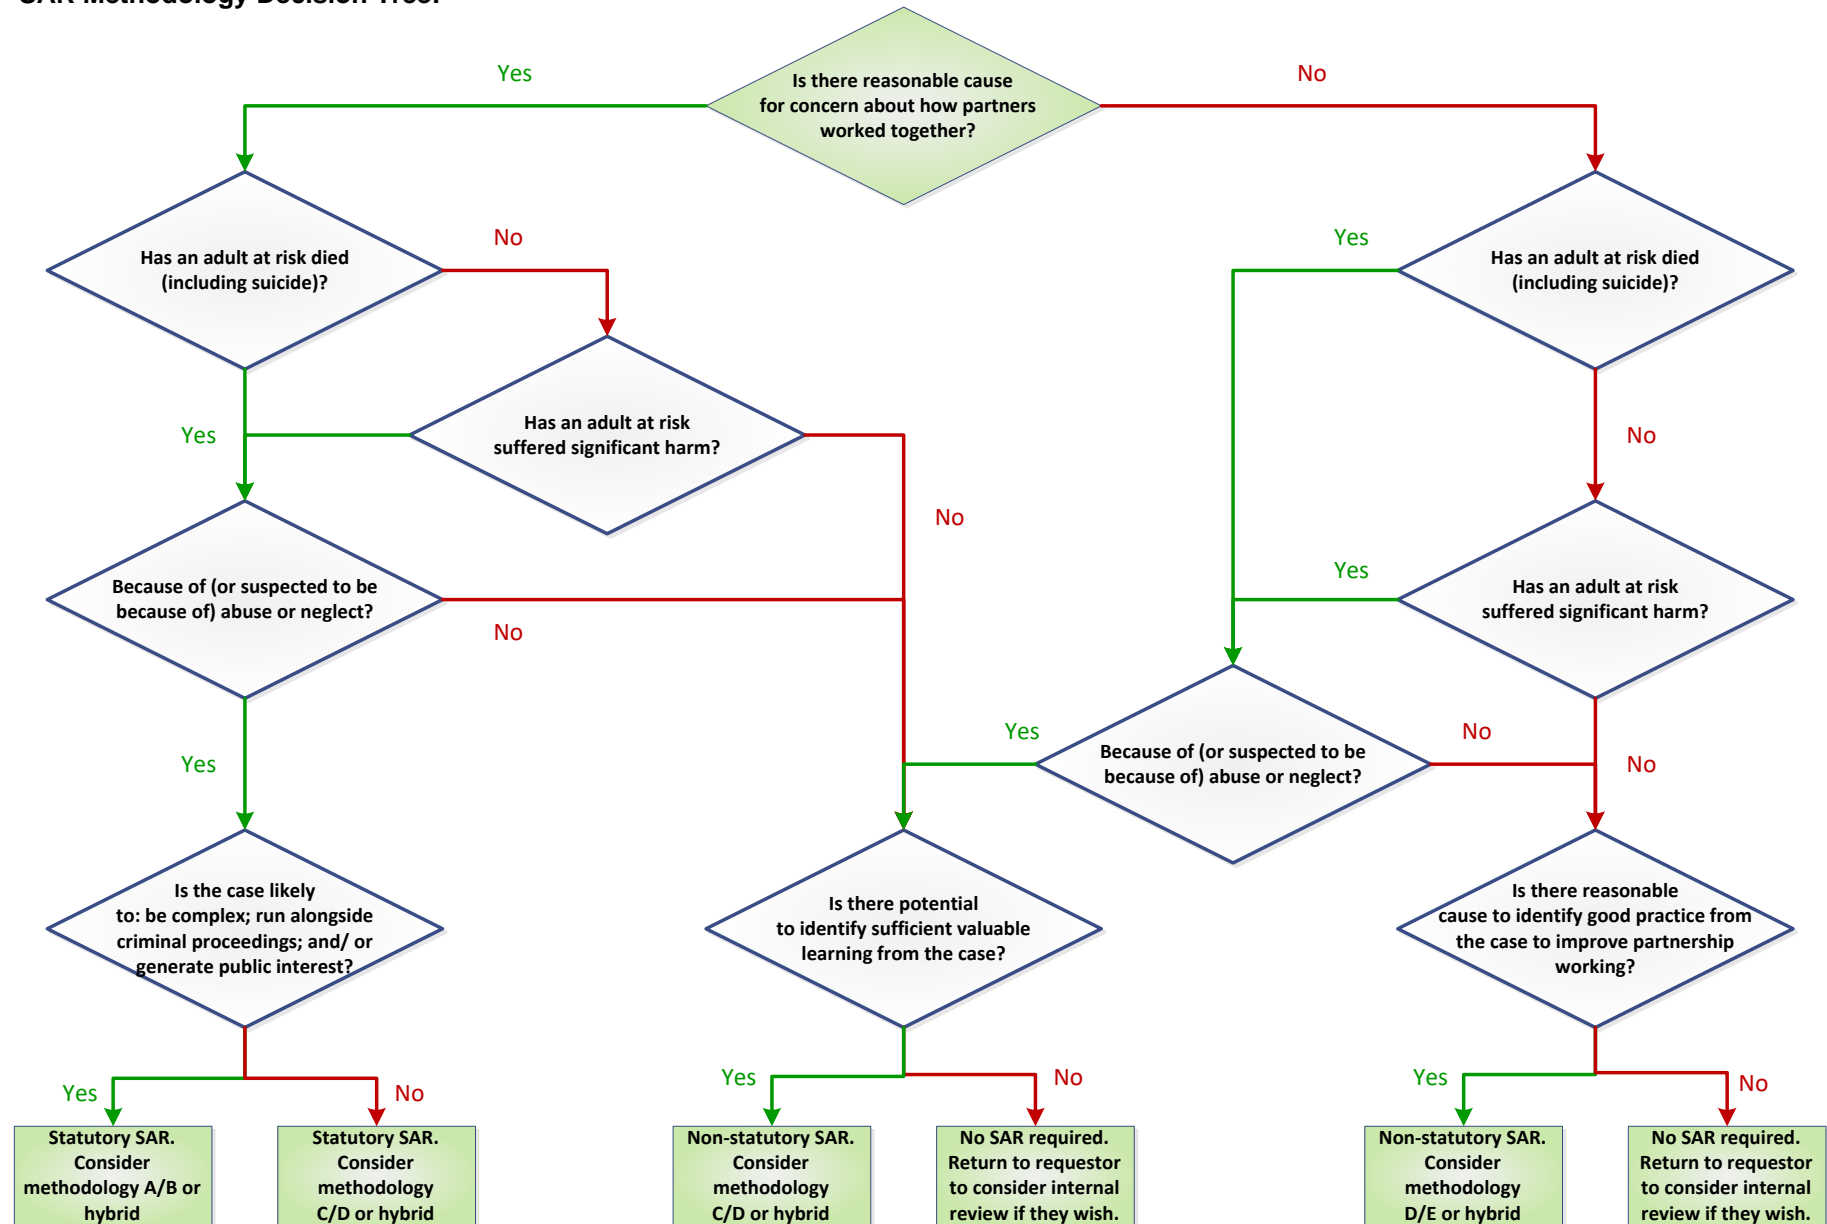 SAR Methodology Decision Tree:
Yes
Is there reasonable cause
for concern about how partners
worked together?
No
Has an adult at risk died
(including suicide)?
No
Yes
Has an adult at risk died
(including suicide)?
Yes
Has an adult at risk
suffered significant harm?
No
No
Because of (or suspected to be
because of) abuse or neglect?
No
Yes
Has an adult at risk
suffered significant harm?
Yes
Yes
Because of (or suspected to be
because of) abuse or neglect?
No
No
Is the case likely
to: be complex; run alongside
criminal proceedings; and/ or
generate public interest?
Is there potential
to identify sufficient valuable
learning from the case?
Is there reasonable
cause to identify good practice from
the case to improve partnership
working?
Yes
No
Yes
No
Yes
No
Statutory SAR.
Consider
methodology A/B or
hybrid
Statutory SAR.
Consider
methodology
C/D or hybrid
Non-statutory SAR.
Consider
methodology
C/D or hybrid
No SAR required.
Return to requestor
to consider internal
review if they wish.
Non-statutory SAR.
Consider
methodology
D/E or hybrid
No SAR required.
Return to requestor
to consider internal
review if they wish.